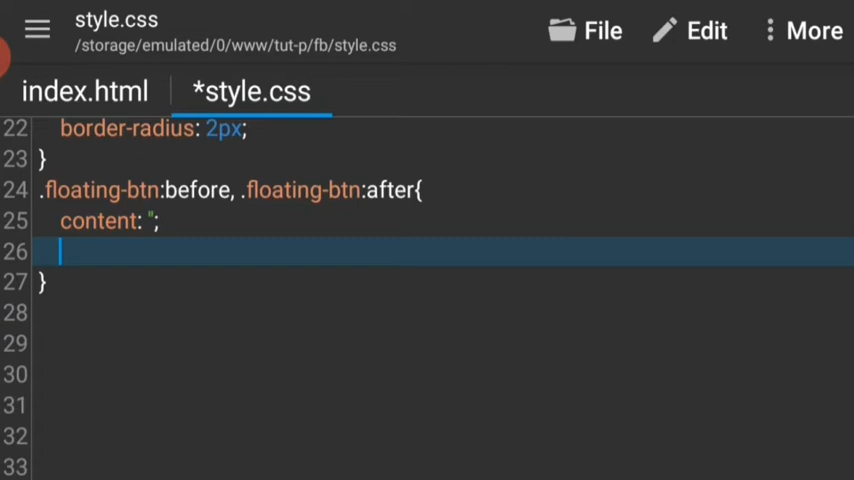 style.css
/storage/emulated/0/www/tut-p/fb/style.css
File
Edit
More
index.html
*style.css
22 border-radius: 2px;
23 }
24 .floating-btn:before, .floating-btn:after{
25 content: '';
26
27 }
28
29
30
31
32
33